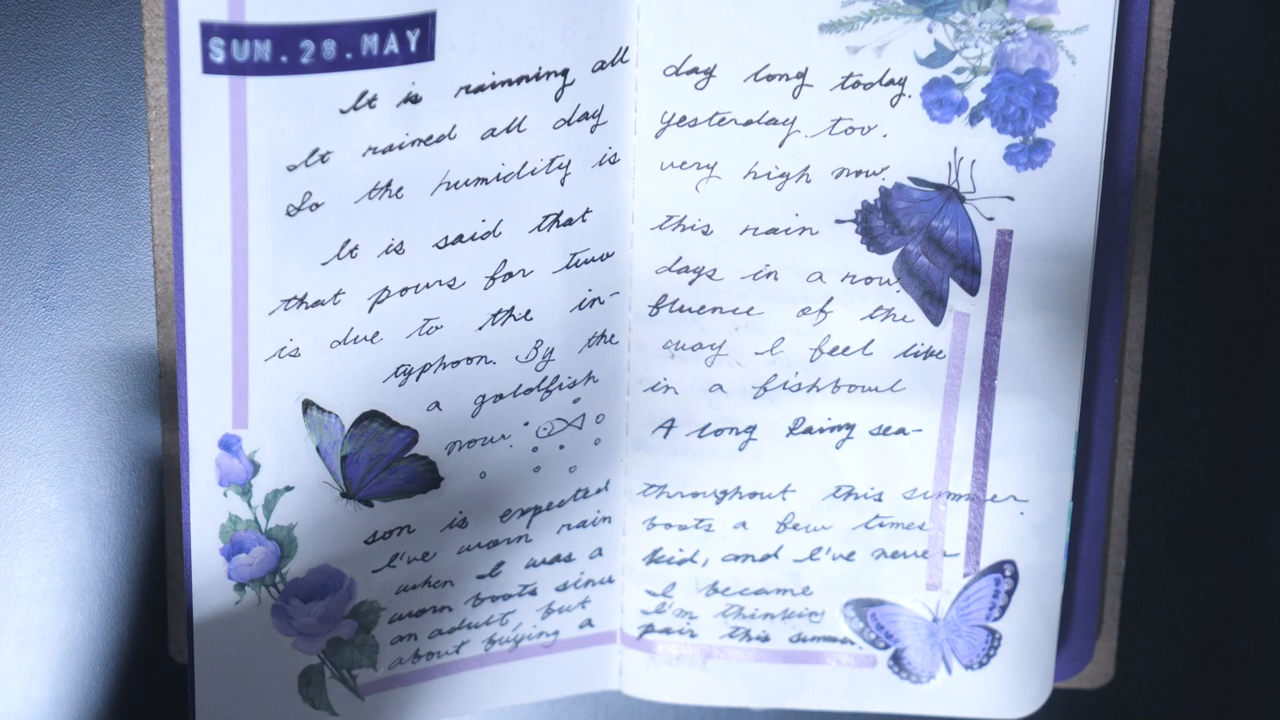 SUN.28.MAY
It is rainning all day long today.
It rained all day yesterday too.
So the humidity is very high now.
It is said that this rain
that pours for two days in a row.
is due to the in- fluence of the
typhoon. By the way I feel like
a goldfish in a fishbowl
now. A long Rainy sea-
son is expected throughout this summer.
I've worn rain boots a few times
when I was a kid, and I've never
worn boots since I became
an adult, but I'm thinking
about buying a pair this summer.